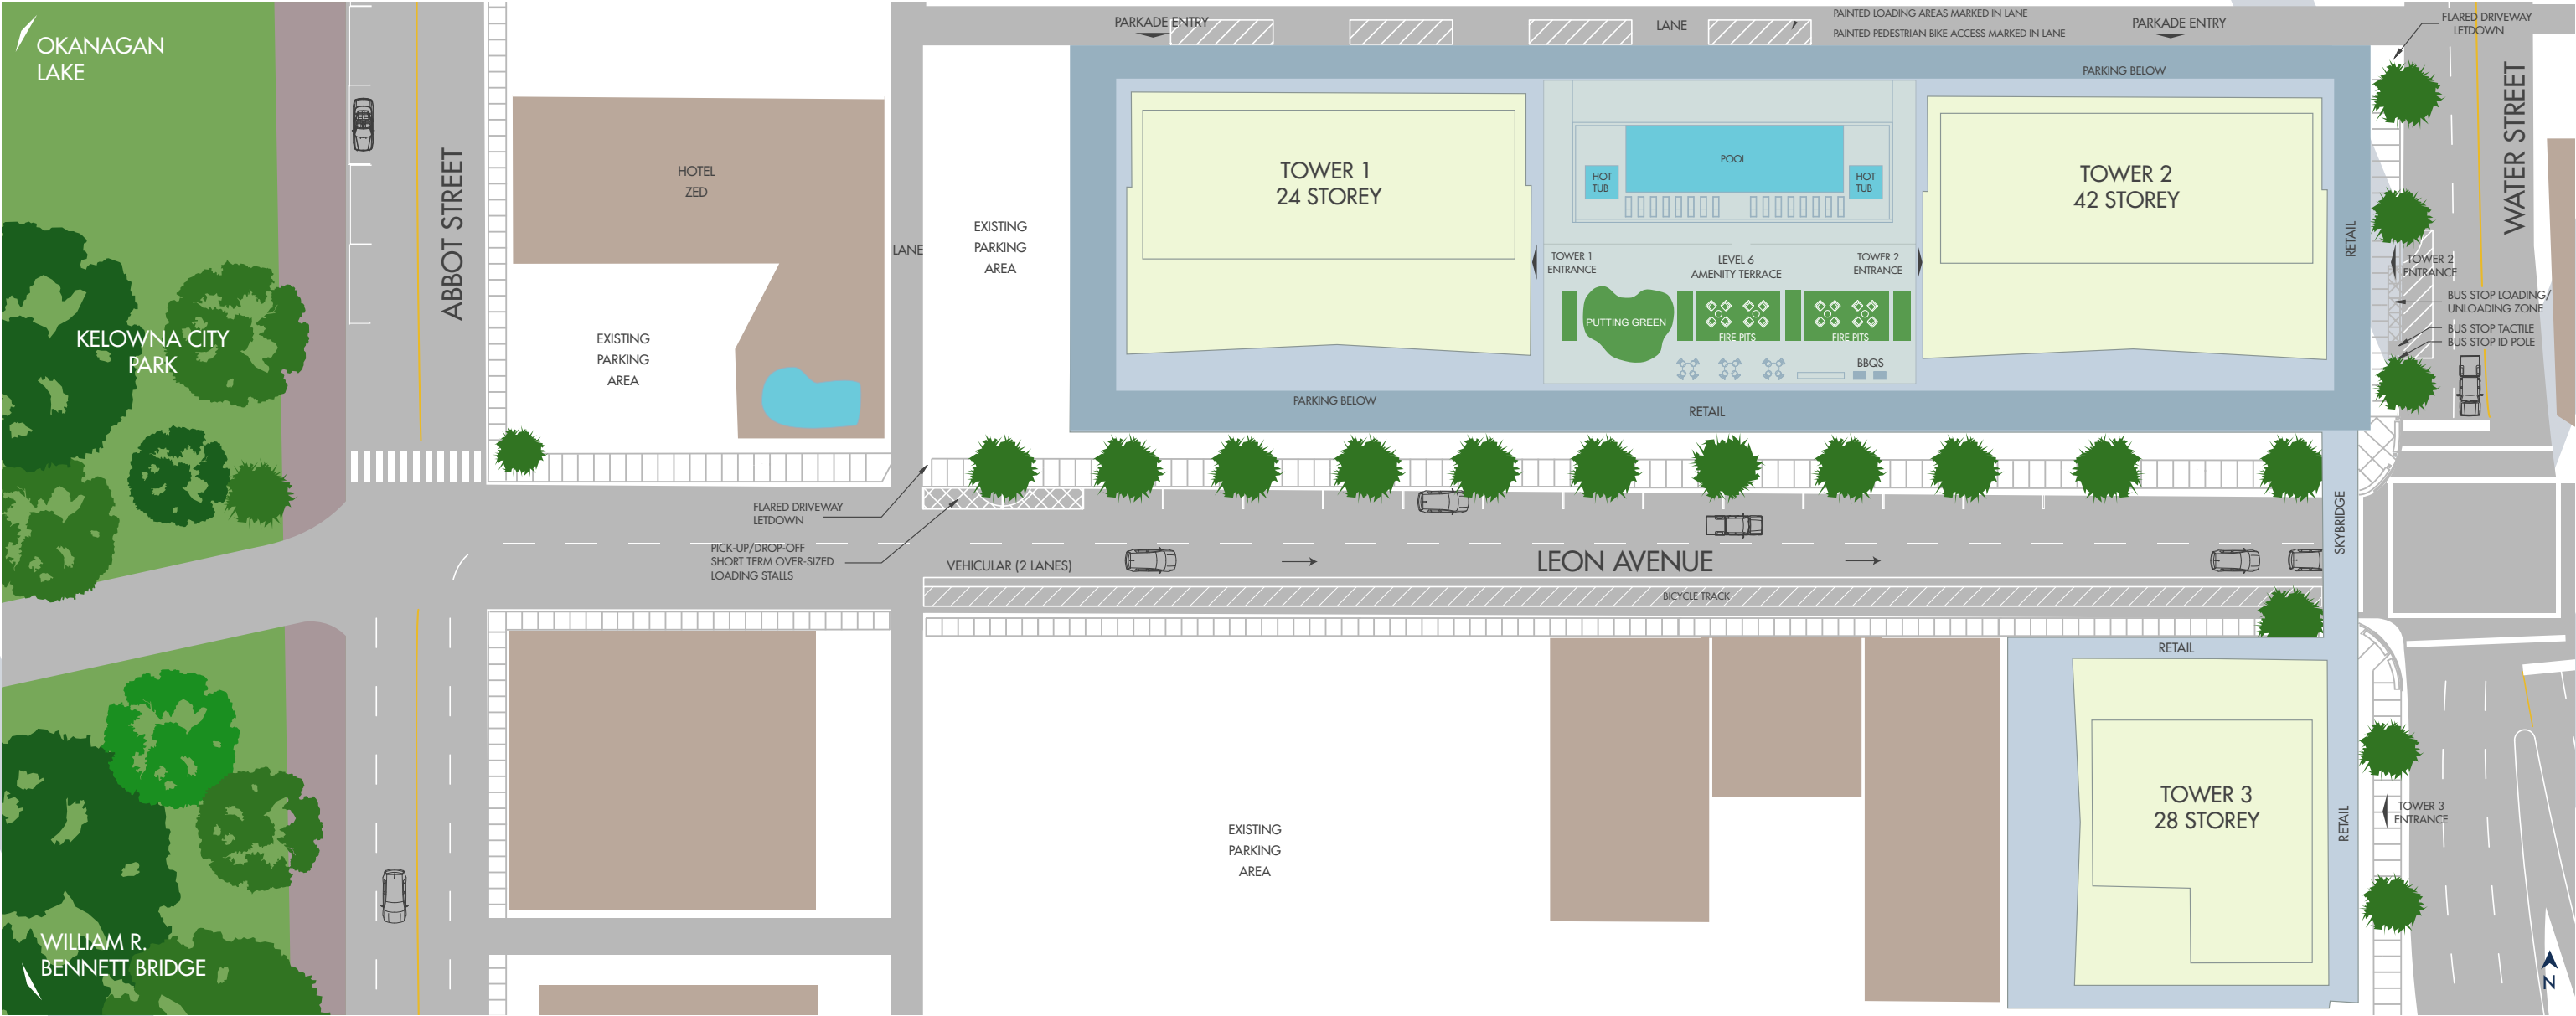 OKANAGAN
LAKE
KELOWNA CITY
PARK
WILLIAM R.
BENNETT BRIDGE
ABBOT STREET
HOTEL
ZED
EXISTING
PARKING
AREA
LANE
EXISTING
PARKING
AREA
PARKADE ENTRY
LANE
PAINTED LOADING AREAS MARKED IN LANE
PAINTED PEDESTRIAN BIKE ACCESS MARKED IN LANE
PARKADE ENTRY
FLARED DRIVEWAY
LETDOWN
WATER STREET
PARKING BELOW
TOWER 1
24 STOREY
POOL
HOT
TUB
HOT
TUB
TOWER 2
42 STOREY
TOWER 1
ENTRANCE
LEVEL 6
AMENITY TERRACE
TOWER 2
ENTRANCE
PUTTING GREEN
FIRE PITS
FIRE PITS
BBQS
RETAIL
TOWER 2
ENTRANCE
BUS STOP LOADING/
UNLOADING ZONE
BUS STOP TACTILE
BUS STOP ID POLE
PARKING BELOW
RETAIL
FLARED DRIVEWAY
LETDOWN
PICK-UP/DROP-OFF
SHORT TERM OVER-SIZED
LOADING STALLS
VEHICULAR (2 LANES)
LEON AVENUE
SKYBRIDGE
BICYCLE TRACK
EXISTING
PARKING
AREA
RETAIL
TOWER 3
28 STOREY
RETAIL
TOWER 3
ENTRANCE
N